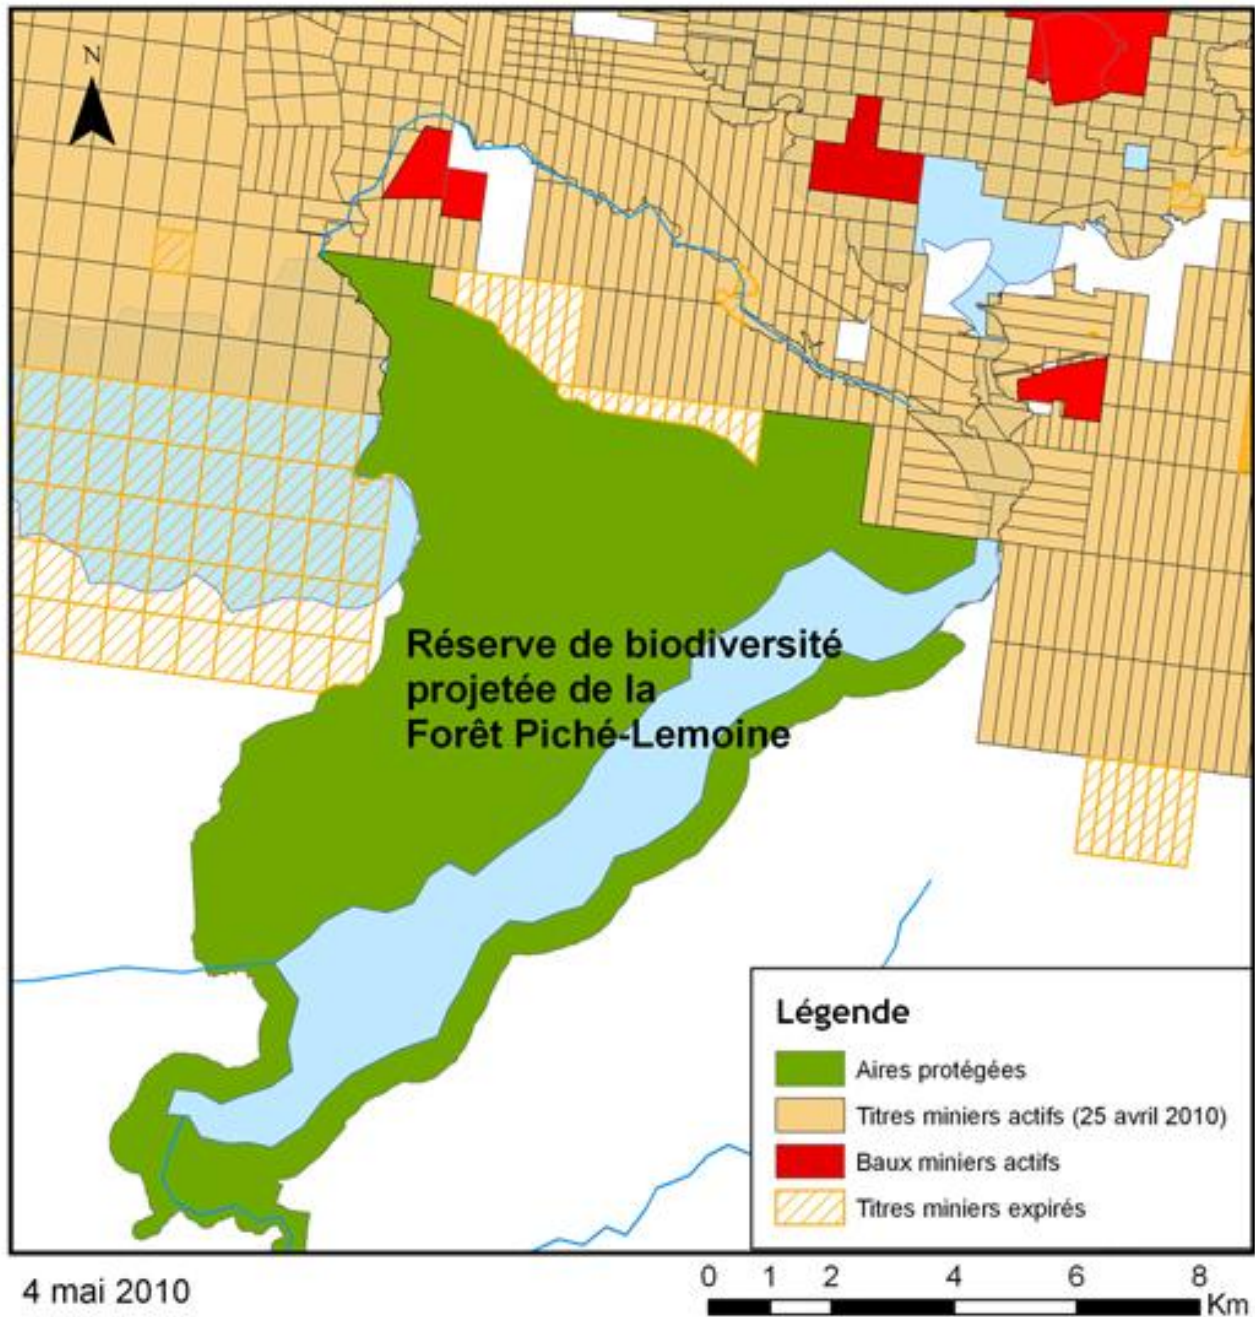 N
Réserve de biodiversité
projetée de la
Forêt Piché-Lemoine
Légende
Aires protégées
Titres miniers actifs (25 avril 2010)
Baux miniers actifs
Titres miniers expirés
4 mai 2010
0 1 2 4 6 8
Km